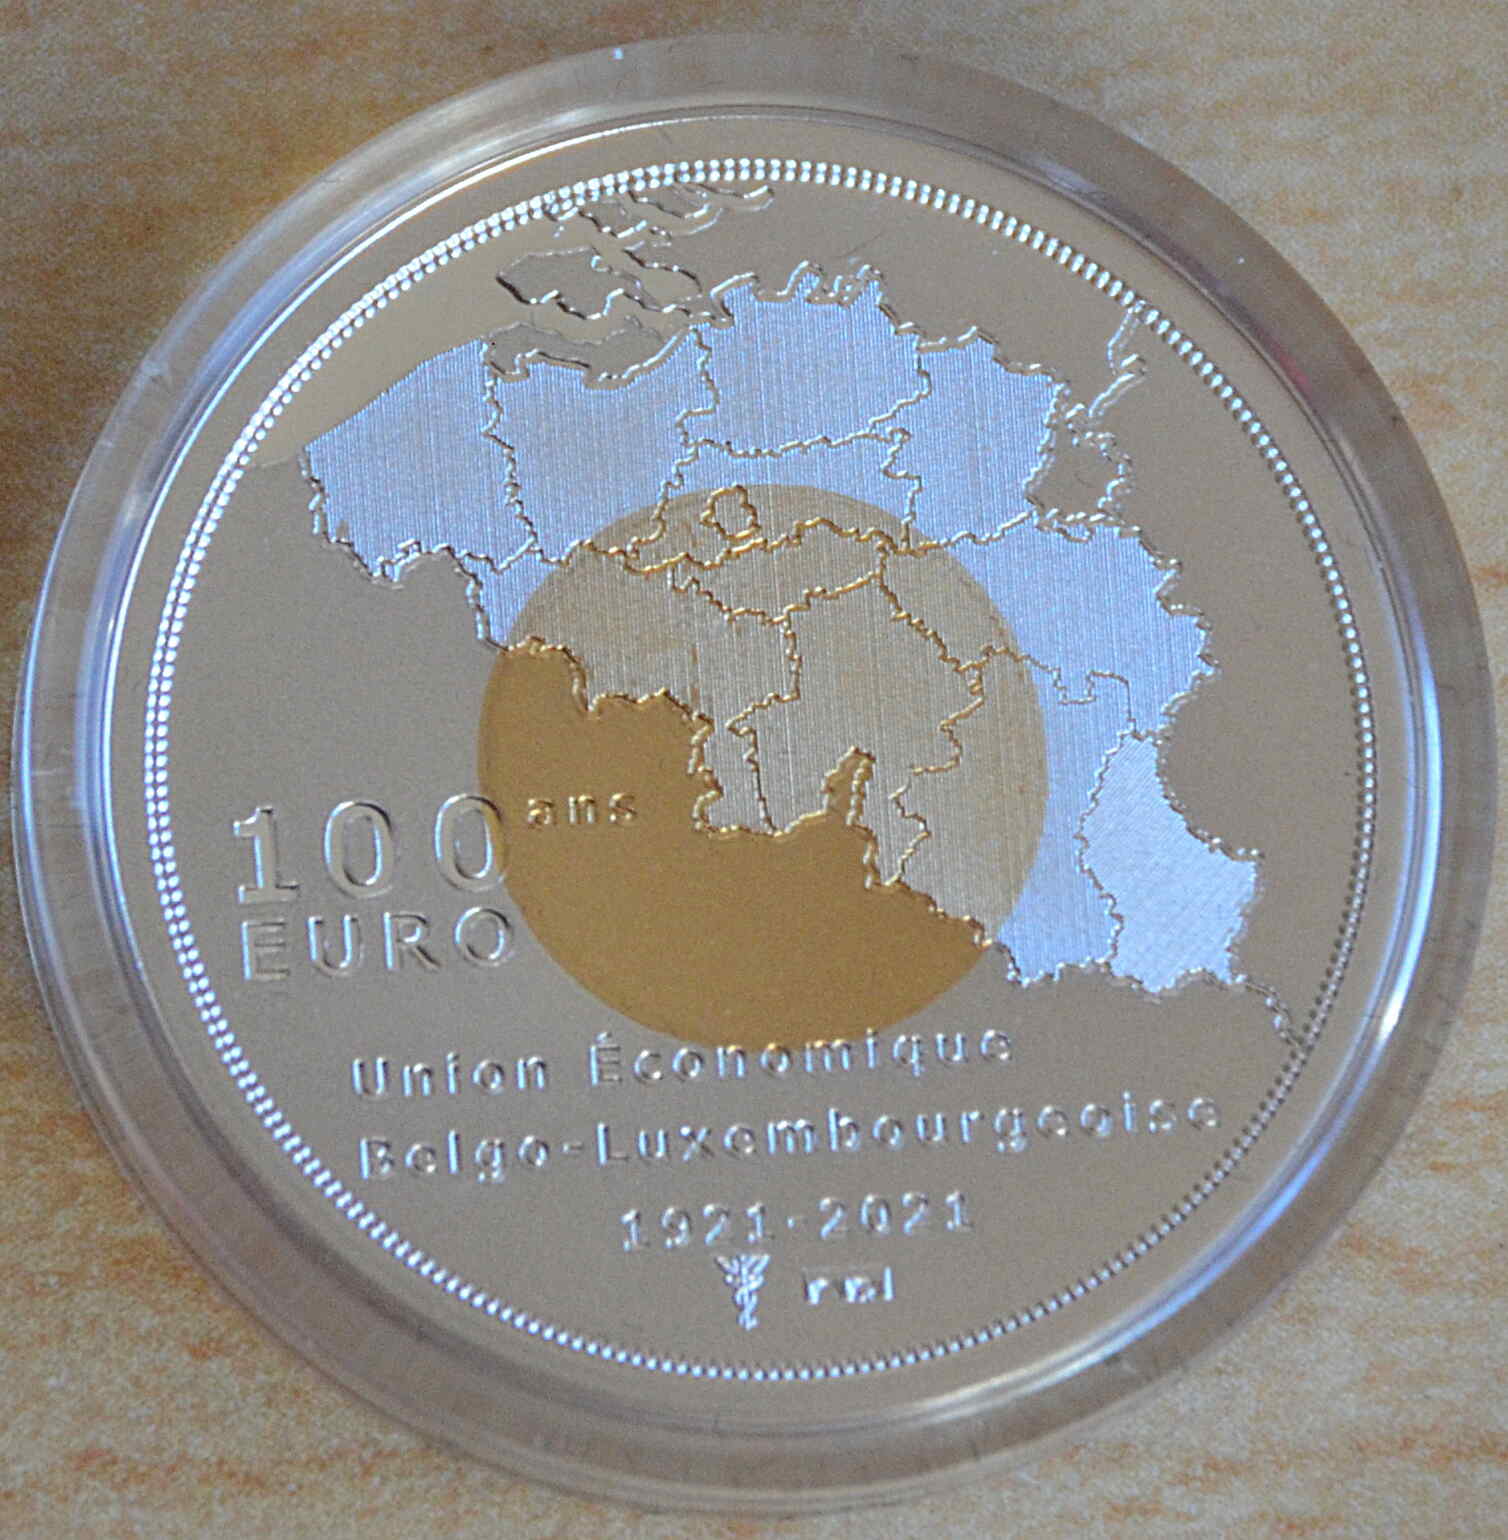 100 ans
EURO
Union Économique
Belgo-Luxembourgeoise
1921-2021